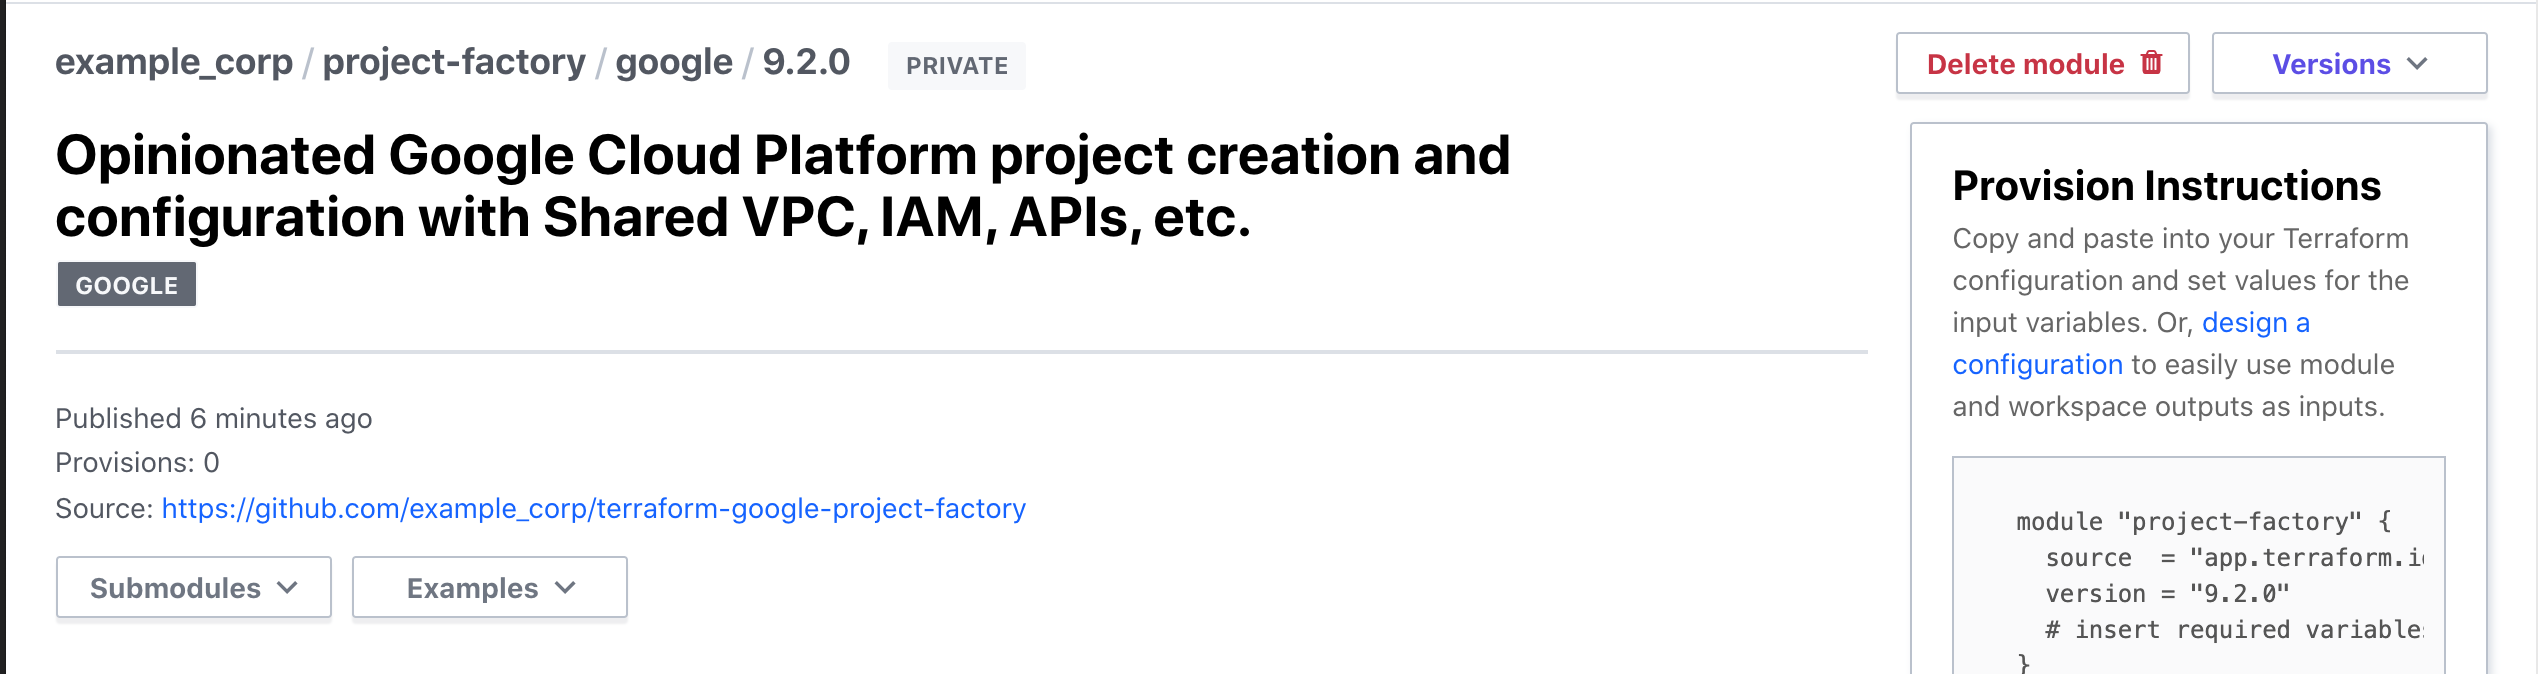 example_corp / project-factory / google / 9.2.0 PRIVATE
Delete module Versions
Opinionated Google Cloud Platform project creation and
configuration with Shared VPC, IAM, APIs, etc.
GOOGLE
Published 6 minutes ago
Provisions: 0
Source: https://github.com/example_corp/terraform-google-project-factory
Submodules Examples
Provision Instructions
Copy and paste into your Terraform
configuration and set values for the
input variables. Or, design a
configuration to easily use module
and workspace outputs as inputs.
module "project-factory" {
source = "app.terraform.i
version = "9.2.0"
# insert required variable
}